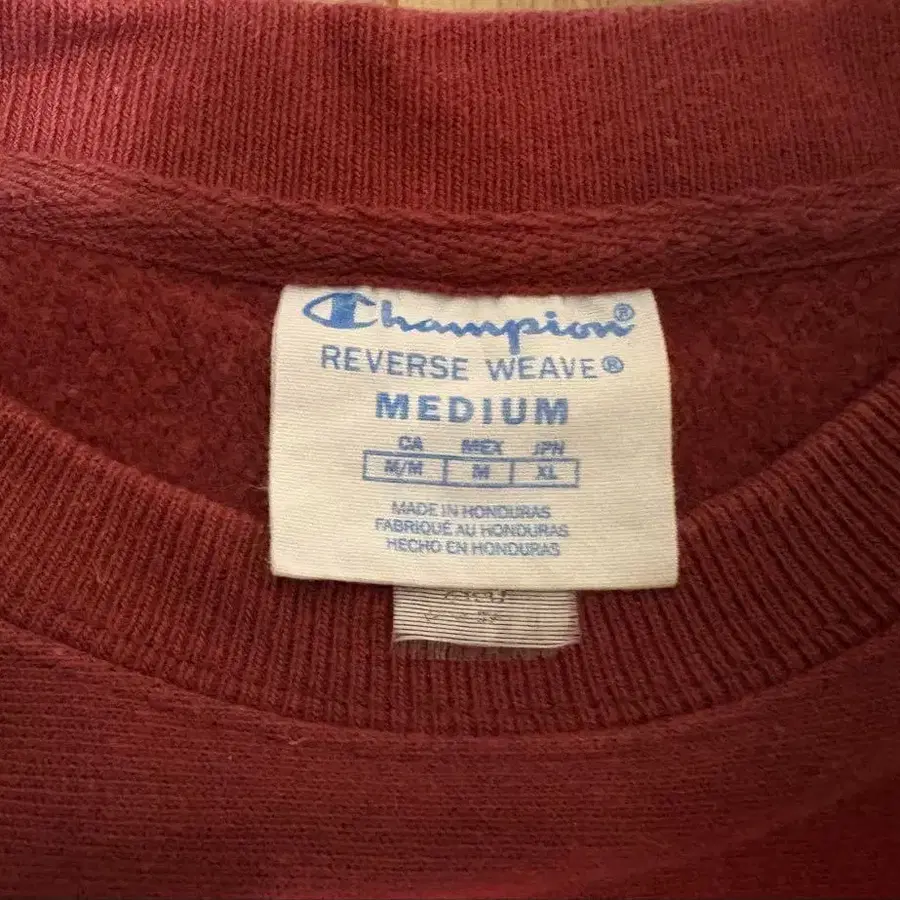 Champion®
REVERSE WEAVE®
MEDIUM
CA MEX JPN
M/M M XL
MADE IN HONDURAS
FABRIQUÉ AU HONDURAS
HECHO EN HONDURAS